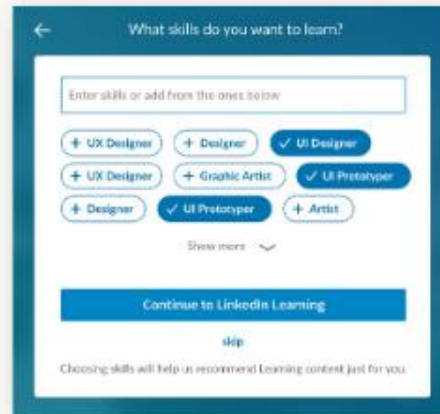 What skills do you want to learn?
Enter skills or add from the ones below
+ UX Designer + Designer ✓ UI Designer
+ UX Designer + Graphic Artist ✓ UI Prototyper
+ Designer ✓ UI Prototyper + Artist
Show more
Continue to LinkedIn Learning
skip
Choosing skills will help us recommend Learning content just for you.